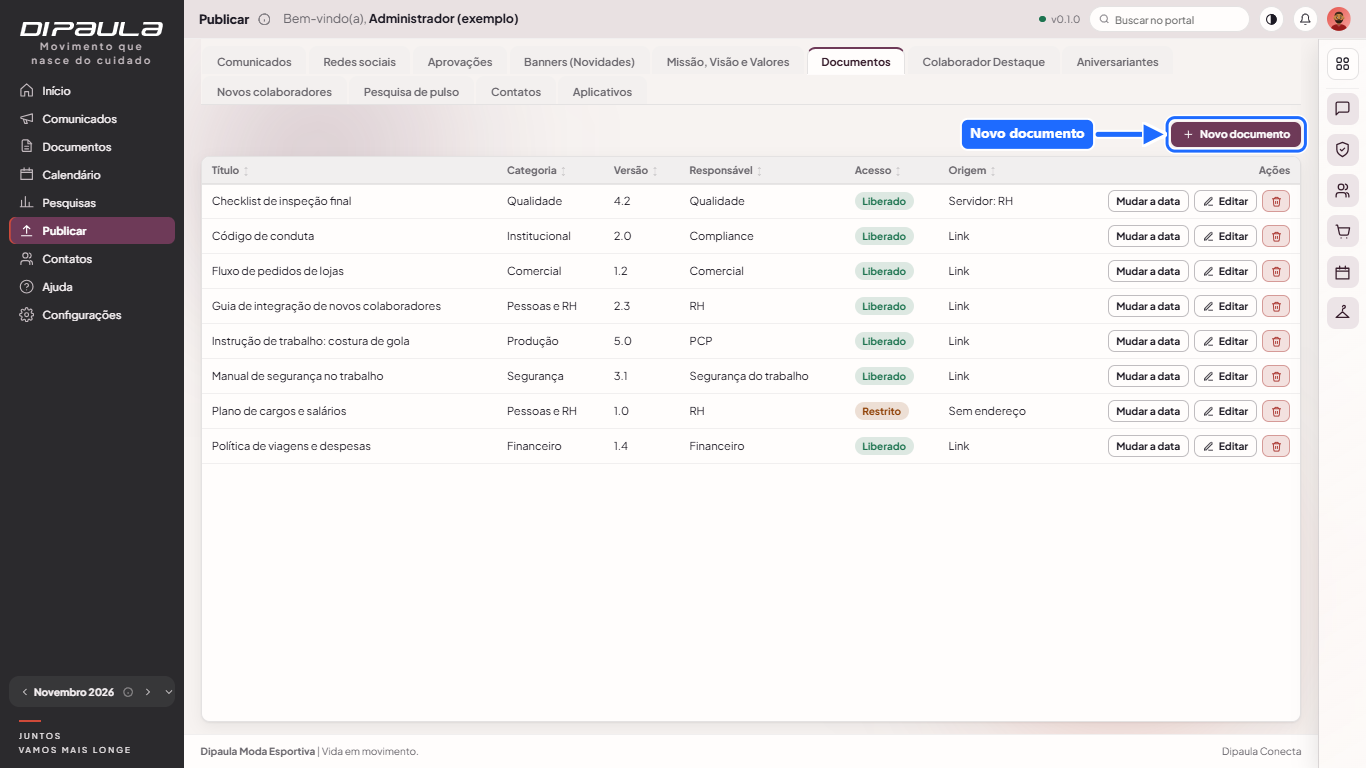 DIPAULA
Movimento que
nasce do cuidado
Início
Comunicados
Documentos
Calendário
Pesquisas
Publicar
Contatos
Ajuda
Configurações
Novembro 2026
JUNTOS
VAMOS MAIS LONGE
Publicar Bem-vindo(a), Administrador (exemplo) v0.1.0 Buscar no portal
Comunicados Redes sociais Aprovações Banners (Novidades) Missão, Visão e Valores Documentos Colaborador Destaque Aniversariantes
Novos colaboradores Pesquisa de pulso Contatos Aplicativos
Novo documento + Novo documento
Título Categoria Versão Responsável Acesso Origem Ações
Checklist de inspeção final Qualidade 4.2 Qualidade Liberado Servidor: RH Mudar a data Editar
Código de conduta Institucional 2.0 Compliance Liberado Link Mudar a data Editar
Fluxo de pedidos de lojas Comercial 1.2 Comercial Liberado Link Mudar a data Editar
Guia de integração de novos colaboradores Pessoas e RH 2.3 RH Liberado Link Mudar a data Editar
Instrução de trabalho: costura de gola Produção 5.0 PCP Liberado Link Mudar a data Editar
Manual de segurança no trabalho Segurança 3.1 Segurança do trabalho Liberado Link Mudar a data Editar
Plano de cargos e salários Pessoas e RH 1.0 RH Restrito Sem endereço Mudar a data Editar
Política de viagens e despesas Financeiro 1.4 Financeiro Liberado Link Mudar a data Editar
Dipaula Moda Esportiva | Vida em movimento. Dipaula Conecta